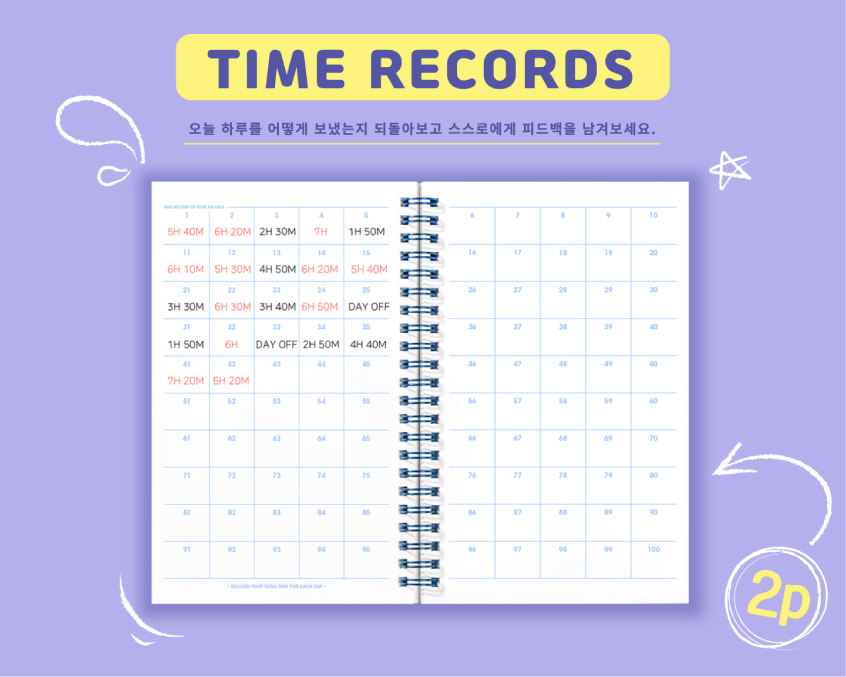 TIME RECORDS
오늘 하루를 어떻게 보냈는지 되돌아보고 스스로에게 피드백을 남겨보세요.
1 2 3 4 5
5H 40M 6H 20M 2H 30M 7H 1H 50M
11 12 13 14 15
6H 10M 5H 30M 4H 50M 6H 20M 5H 40M
21 22 23 24 25
3H 30M 6H 30M 3H 40M 6H 50M DAY OFF
31 32 33 34 35
1H 50M 6H DAY OFF 2H 50M 4H 40M
41 42 43 44 45
7H 20M 5H 20M
51 52 53 54 55
61 62 63 64 65
71 72 73 74 75
81 82 83 84 85
91 92 93 94 95
• RECORD YOUR TOTAL TIME FOR EACH DAY •
6 7 8 9 10
16 17 18 19 20
26 27 28 29 30
36 37 38 39 40
46 47 48 49 50
56 57 58 59 60
66 67 68 69 70
76 77 78 79 80
86 87 88 89 90
96 97 98 99 100
2p